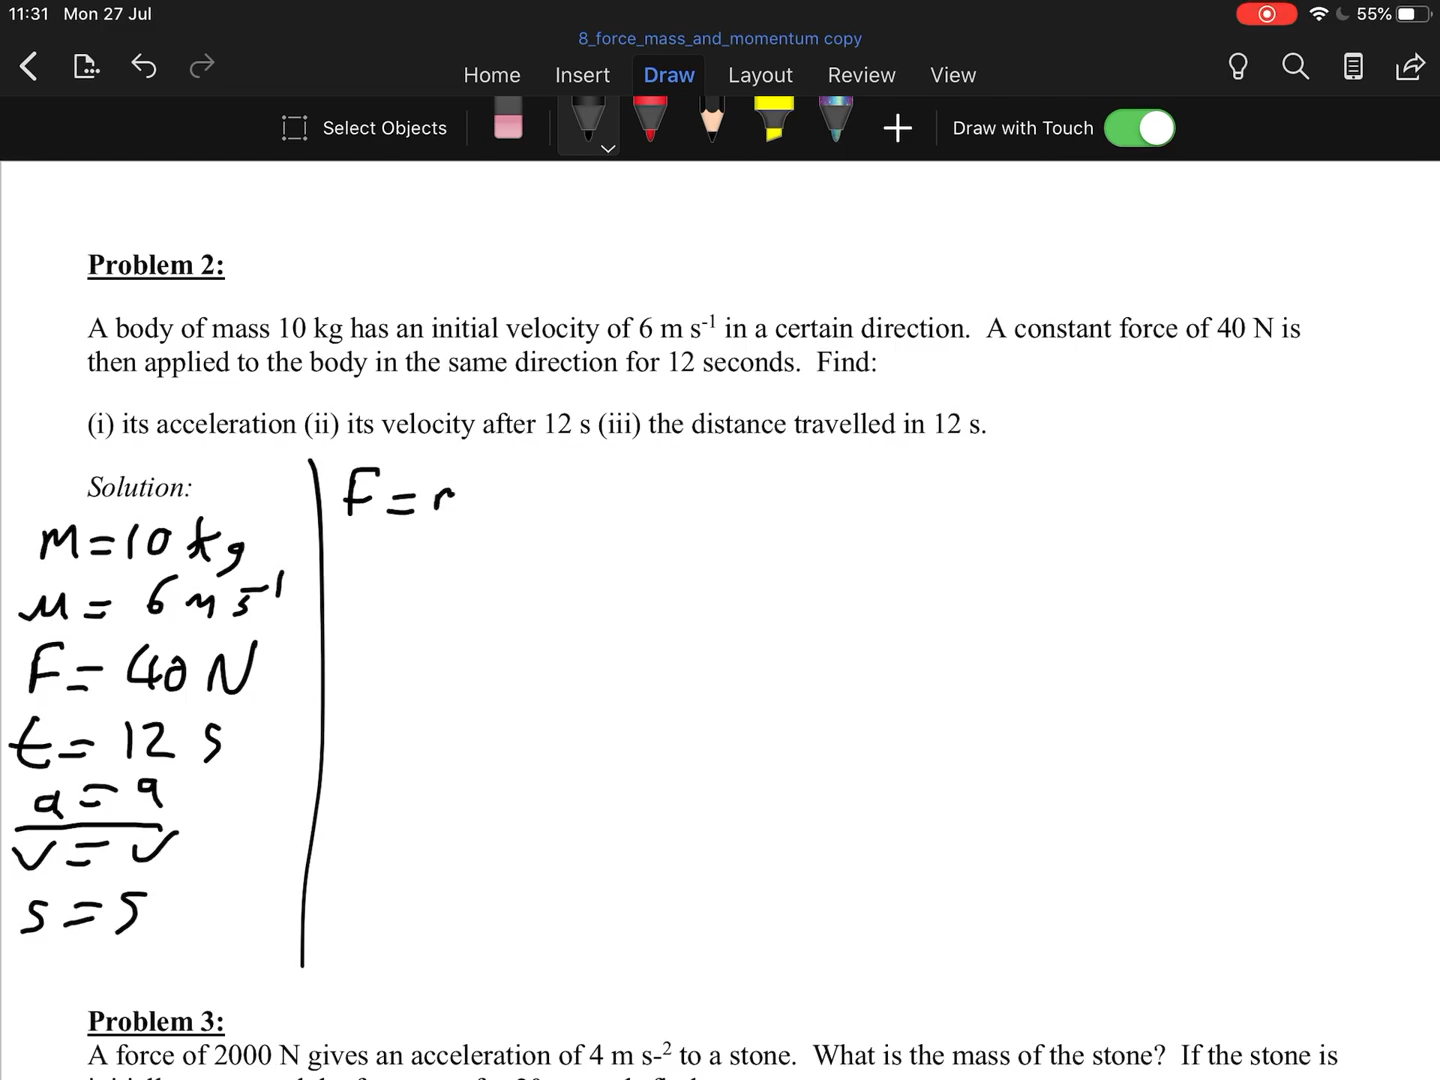 11:31 Mon 27 Jul 55%
8_force_mass_and_momentum copy
Home Insert Draw Layout Review View
Select Objects Draw with Touch
Problem 2:
A body of mass 10 kg has an initial velocity of 6 m s⁻¹ in a certain direction. A constant force of 40 N is
then applied to the body in the same direction for 12 seconds. Find:
(i) its acceleration (ii) its velocity after 12 s (iii) the distance travelled in 12 s.
Solution:
F = r
m = 10 kg
u = 6 m s⁻¹
F = 40 N
t = 12 s
a = a
v = v
s = s
Problem 3:
A force of 2000 N gives an acceleration of 4 m s-² to a stone. What is the mass of the stone? If the stone is